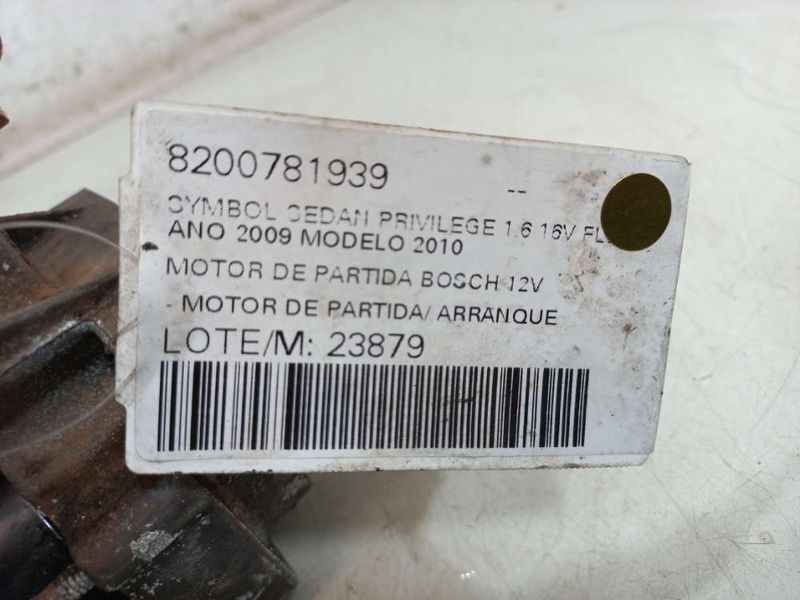 8200781939
--
SYMBOL SEDAN PRIVILEGE 1.6 16V FL
ANO 2009 MODELO 2010
MOTOR DE PARTIDA BOSCH 12V
- MOTOR DE PARTIDA/ ARRANQUE
LOTE/M: 23879